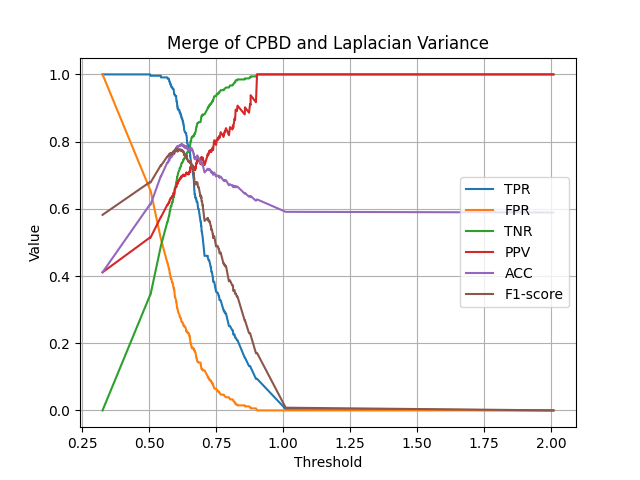 Merge of CPBD and Laplacian Variance
Value
1.0
0.8
0.6
0.4
0.2
0.0
TPR
FPR
TNR
PPV
ACC
F1-score
0.25 0.50 0.75 1.00 1.25 1.50 1.75 2.00
Threshold